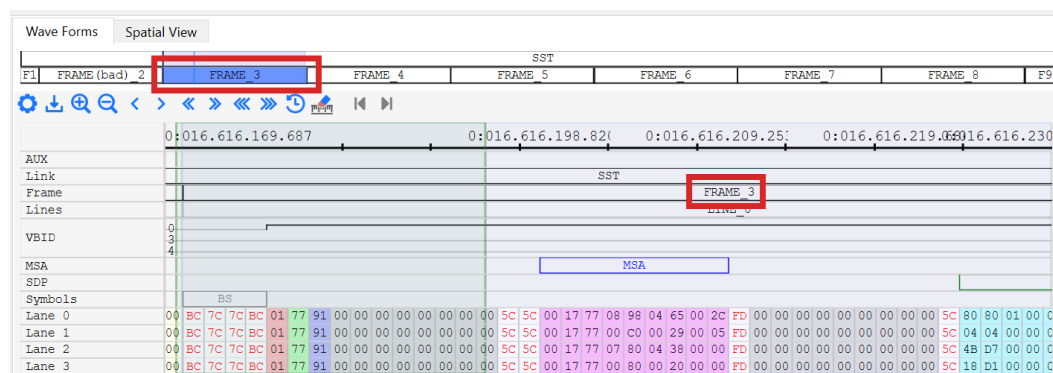 Wave Forms Spatial View
SST
F1 FRAME(bad)_2 FRAME_3 FRAME_4 FRAME_5 FRAME_6 FRAME_7 FRAME_8 F9
0:016.616.169.687 0:016.616.198.820 0:016.616.209.253 0:016.616.219.686 0:016.616.230
AUX
Link SST
Frame FRAME_3
Lines LINE_0
VBID 0 3 4
MSA MSA
SDP
Symbols BS
Lane 0 00 BC 7C 7C BC 01 77 91 00 00 00 00 00 00 00 00 5C 5C 00 17 77 08 98 04 65 00 2C FD 00 00 00 00 00 00 00 00 00 5C 80 80 01 00
Lane 1 00 BC 7C 7C BC 01 77 91 00 00 00 00 00 00 00 00 5C 5C 00 17 77 00 C0 00 29 00 05 FD 00 00 00 00 00 00 00 00 00 5C 04 04 00 00
Lane 2 00 BC 7C 7C BC 01 77 91 00 00 00 00 00 00 00 00 5C 5C 00 17 77 07 80 04 38 00 00 FD 00 00 00 00 00 00 00 00 00 5C 4B D7 00 00
Lane 3 00 BC 7C 7C BC 01 77 91 00 00 00 00 00 00 00 00 5C 5C 00 17 77 00 80 00 20 00 00 FD 00 00 00 00 00 00 00 00 00 5C 18 D1 00 00